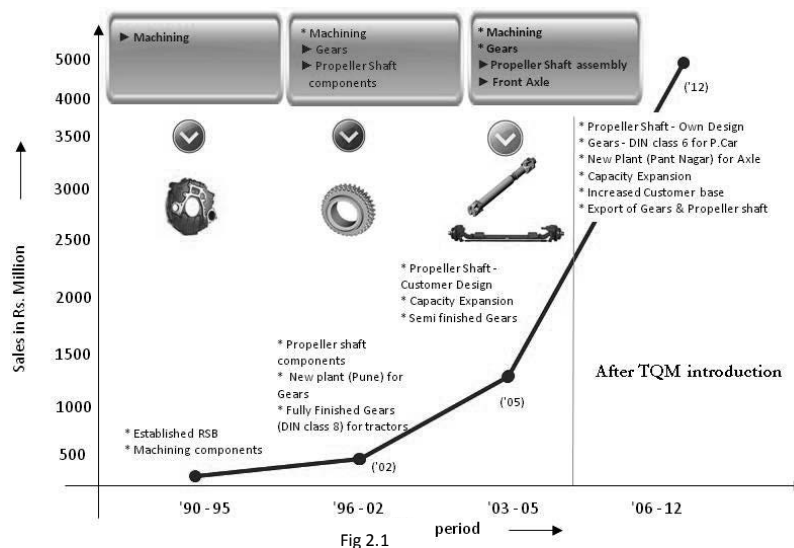 ► Machining
* Machining
► Gears
► Propeller Shaft
components
* Machining
* Gears
► Propeller Shaft assembly
► Front Axle
Sales in Rs. Million
5000
4000
3500
3000
2500
2000
1500
1000
500
* Established RSB
* Machining components
* Propeller shaft
components
* New plant (Pune) for
Gears
* Fully Finished Gears
(DIN class 8) for tractors
* Propeller Shaft -
Customer Design
* Capacity Expansion
* Semi finished Gears
* Propeller Shaft - Own Design
* Gears - DIN class 6 for P.Car
* New Plant (Pant Nagar) for Axle
* Capacity Expansion
* Increased Customer base
* Export of Gears & Propeller shaft
('02)
('05)
('12)
After TQM introduction
'90 - 95
'96 - 02
'03 - 05
'06 - 12
period
Fig 2.1